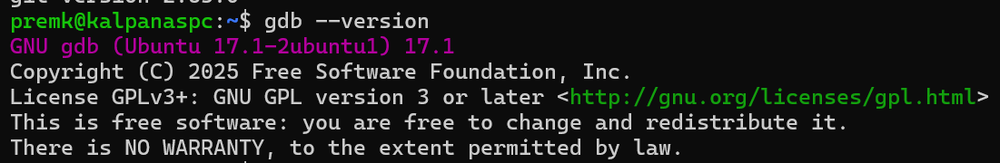 premk@kalpanaspc:~$ gdb --version
GNU gdb (Ubuntu 17.1-2ubuntu1) 17.1
Copyright (C) 2025 Free Software Foundation, Inc.
License GPLv3+: GNU GPL version 3 or later <http://gnu.org/licenses/gpl.html>
This is free software: you are free to change and redistribute it.
There is NO WARRANTY, to the extent permitted by law.